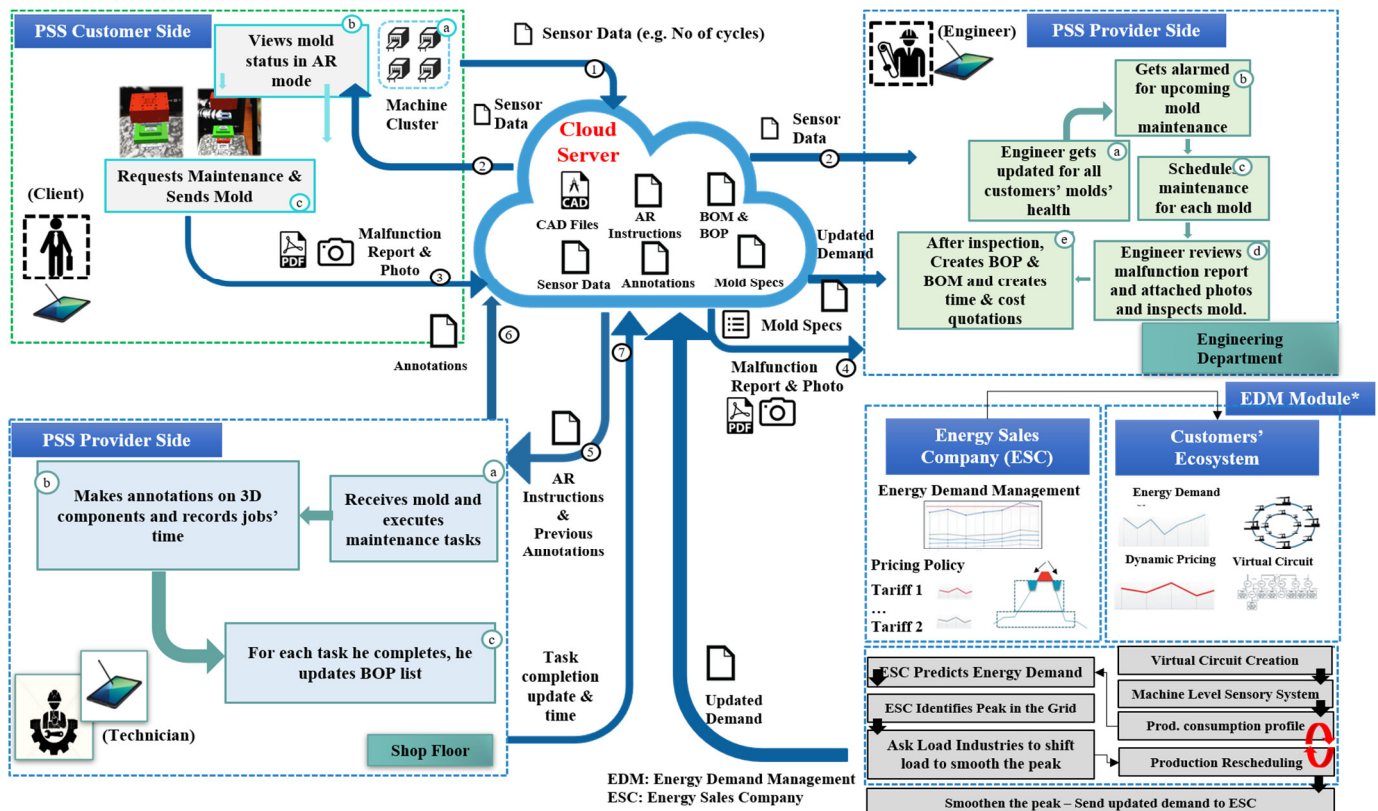 PSS Customer Side
b
Views mold
status in AR
mode
a
Machine
Cluster
Requests Maintenance &
Sends Mold
c
(Client)
Sensor Data (e.g. No of cycles)
1
Sensor
Data
2
PDF
Malfunction
Report &
Photo
3
Cloud
Server
CAD
CAD Files
AR
Instructions
BOM &
BOP
Sensor Data
Annotations
Mold Specs
Sensor
Data
2
Updated
Demand
Mold Specs
4
Malfunction
Report & Photo
PDF
(Engineer)
PSS Provider Side
Gets alarmed
for upcoming
mold
maintenance
b
Engineer gets
updated for all
customers' molds'
health
a
Schedules
maintenance
for each mold
c
After inspection,
Creates BOP &
BOM and creates
time & cost
quotations
e
Engineer reviews
malfunction report
and attached photos
and inspects mold.
d
Engineering
Department
Annotations
6
7
5
AR
Instructions
&
Previous
Annotations
PSS Provider Side
b
Makes annotations on 3D
components and records jobs'
time
a
Receives mold and
executes
maintenance tasks
c
For each task he completes, he
updates BOP list
(Technician)
Shop Floor
Task
completion
update &
time
Updated
Demand
EDM: Energy Demand Management
ESC: Energy Sales Company
EDM Module*
Energy Sales
Company (ESC)
Customers'
Ecosystem
Energy Demand Management
Pricing Policy
Tariff 1
...
Tariff 2
Energy Demand
Dynamic Pricing
Virtual Circuit
ESC Predicts Energy Demand
ESC Identifies Peak in the Grid
Ask Load Industries to shift
load to smooth the peak
Virtual Circuit Creation
Machine Level Sensory System
Prod. consumption profile
Production Rescheduling
Smoothen the peak – Send updated demand to ESC